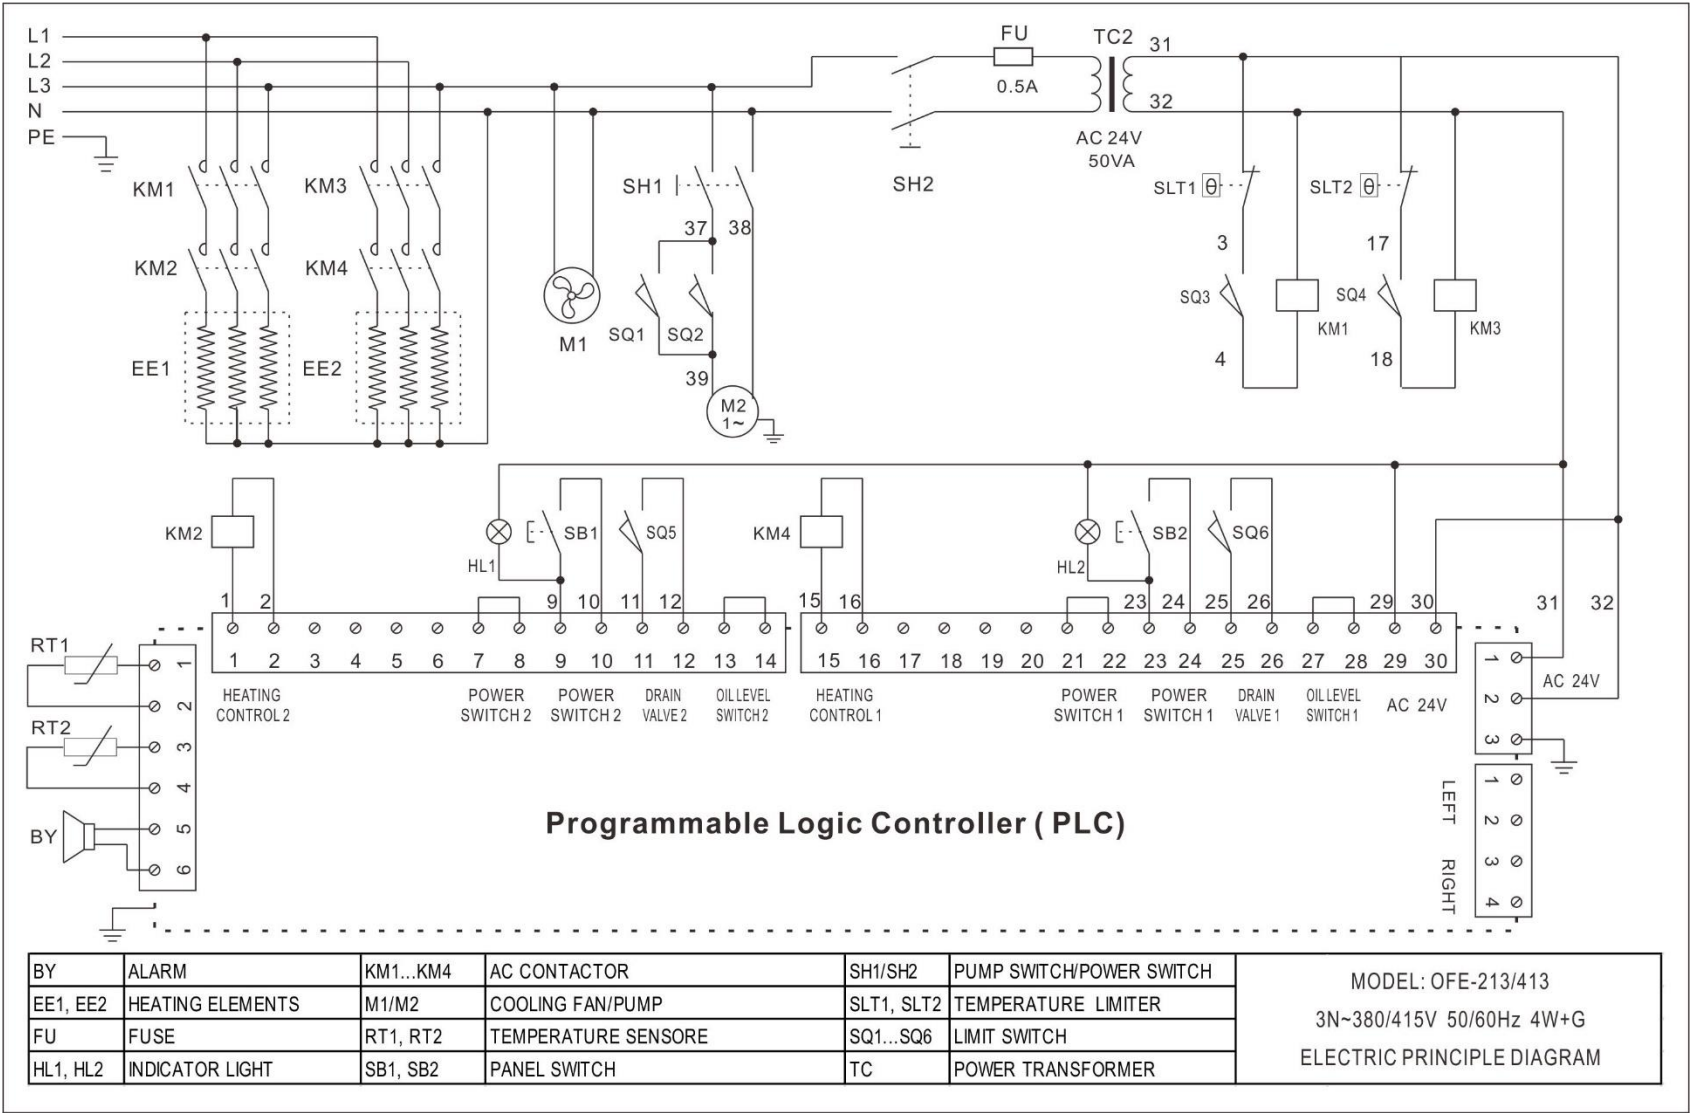 L1
L2
L3
N
PE
FU
0.5A
TC2
31
32
AC 24V
50VA
KM1
KM3
SH1
SH2
SLT1 θ
SLT2 θ
37
38
3
17
KM2
KM4
SQ1
SQ2
SQ3
KM1
SQ4
KM3
M1
4
18
EE1
EE2
39
M2
1~
KM2
HL1
SB1
SQ5
KM4
HL2
SB2
SQ6
1 2 9 10 11 12 15 16 23 24 25 26 29 30 31 32
1 2 3 4 5 6 7 8 9 10 11 12 13 14 15 16 17 18 19 20 21 22 23 24 25 26 27 28 29 30
HEATING POWER POWER DRAIN OIL LEVEL HEATING POWER POWER DRAIN OIL LEVEL
CONTROL 2 SWITCH 2 SWITCH 2 VALVE 2 SWITCH 2 CONTROL 1 SWITCH 1 SWITCH 1 VALVE 1 SWITCH 1 AC 24V
RT1
RT2
BY
1
2
3
4
5
6
1
2
3
AC 24V
1
2
3
4
LEFT
RIGHT
Programmable Logic Controller ( PLC)
BY ALARM KM1...KM4 AC CONTACTOR SH1/SH2 PUMP SWITCH/POWER SWITCH
EE1, EE2 HEATING ELEMENTS M1/M2 COOLING FAN/PUMP SLT1, SLT2 TEMPERATURE LIMITER
FU FUSE RT1, RT2 TEMPERATURE SENSORE SQ1...SQ6 LIMIT SWITCH
HL1, HL2 INDICATOR LIGHT SB1, SB2 PANEL SWITCH TC POWER TRANSFORMER
MODEL: OFE-213/413
3N~380/415V 50/60Hz 4W+G
ELECTRIC PRINCIPLE DIAGRAM